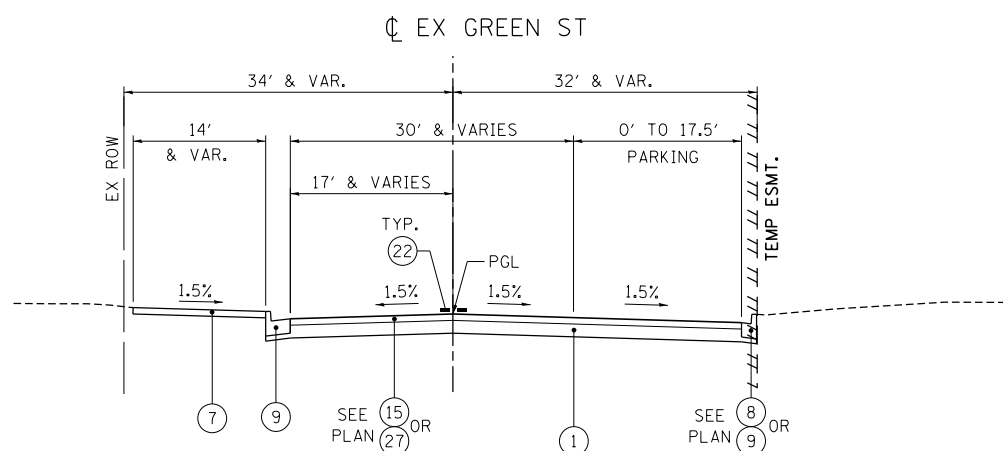 ℄ EX GREEN ST
34' & VAR.
32' & VAR.
14'
& VAR.
30' & VARIES
0' TO 17.5'
PARKING
EX ROW
17' & VARIES
TEMP ESMT.
TYP.
22
PGL
1.5%
1.5%
1.5%
1.5%
7
9
SEE 15 OR
PLAN 27
1
SEE 8 OR
PLAN 9